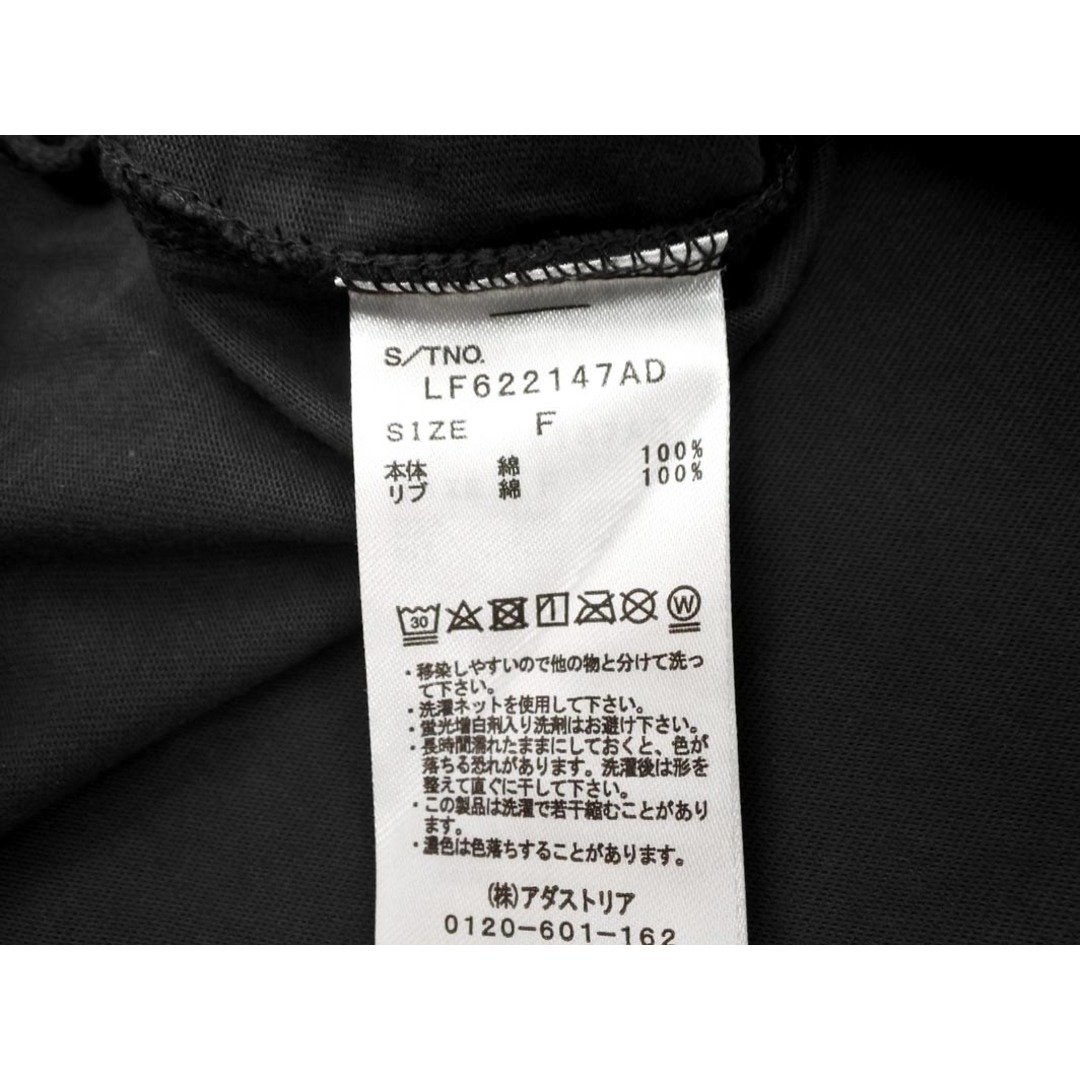 S/TNO.
LF622147AD
SIZE F
本体 綿 100%
リブ 綿 100%
30 W
・移染しやすいので他の物と分けて洗っ
て下さい。
・洗濯ネットを使用して下さい。
・蛍光増白剤入り洗剤はお避け下さい。
・長時間濡れたままにしておくと、色が
落ちる恐れがあります。洗濯後は形を
整えて直ぐに干して下さい。
・この製品は洗濯で若干縮むことがあり
ます。
・濃色は色落ちすることがあります。
(株)アダストリア
0120-601-162